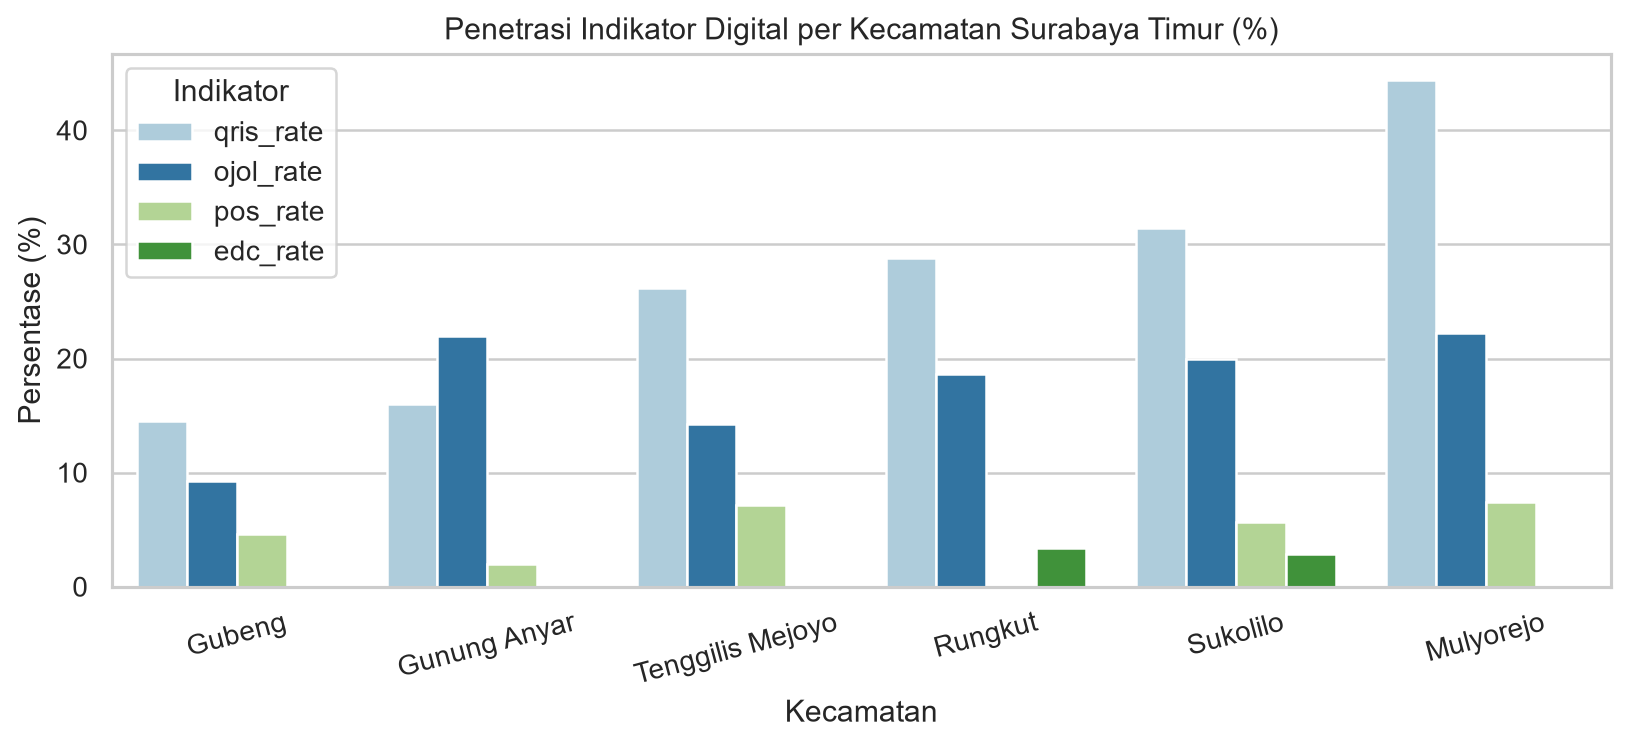 Penetrasi Indikator Digital per Kecamatan Surabaya Timur (%)
Indikator
qris_rate
ojol_rate
pos_rate
edc_rate
Persentase (%)
40
30
20
10
0
Gubeng
Gunung Anyar
Tenggilis Mejoyo
Rungkut
Sukolilo
Mulyorejo
Kecamatan